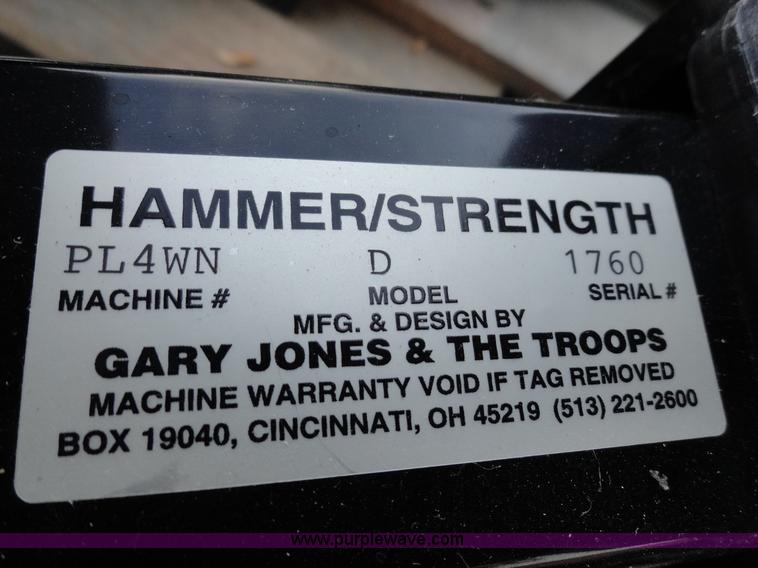 HAMMER/STRENGTH
PL4WN D 1760
MACHINE # MODEL SERIAL #
MFG. & DESIGN BY
GARY JONES & THE TROOPS
MACHINE WARRANTY VOID IF TAG REMOVED
BOX 19040, CINCINNATI, OH 45219 (513) 221-2600
www.purplewave.com